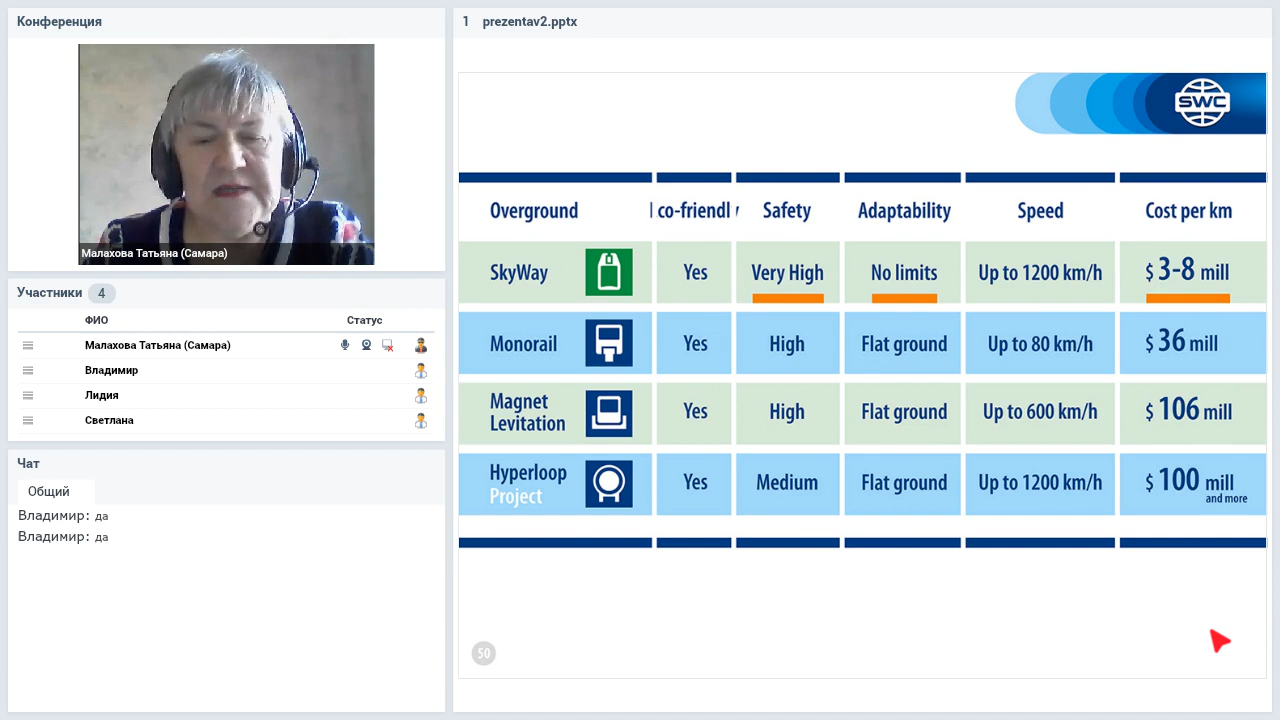 Конференция
Малахова Татьяна (Самара)
Участники 4
ФИО Статус
Малахова Татьяна (Самара)
Владимир
Лидия
Светлана
Чат
Общий
Владимир: да
Владимир: да
1 prezentav2.pptx
SWC
Overground co-friendl Safety Adaptability Speed Cost per km
SkyWay Yes Very High No limits Up to 1200 km/h $ 3-8 mill
Monorail Yes High Flat ground Up to 80 km/h $ 36 mill
Magnet
Levitation Yes High Flat ground Up to 600 km/h $ 106 mill
Hyperloop
Project Yes Medium Flat ground Up to 1200 km/h $ 100 mill
and more
50